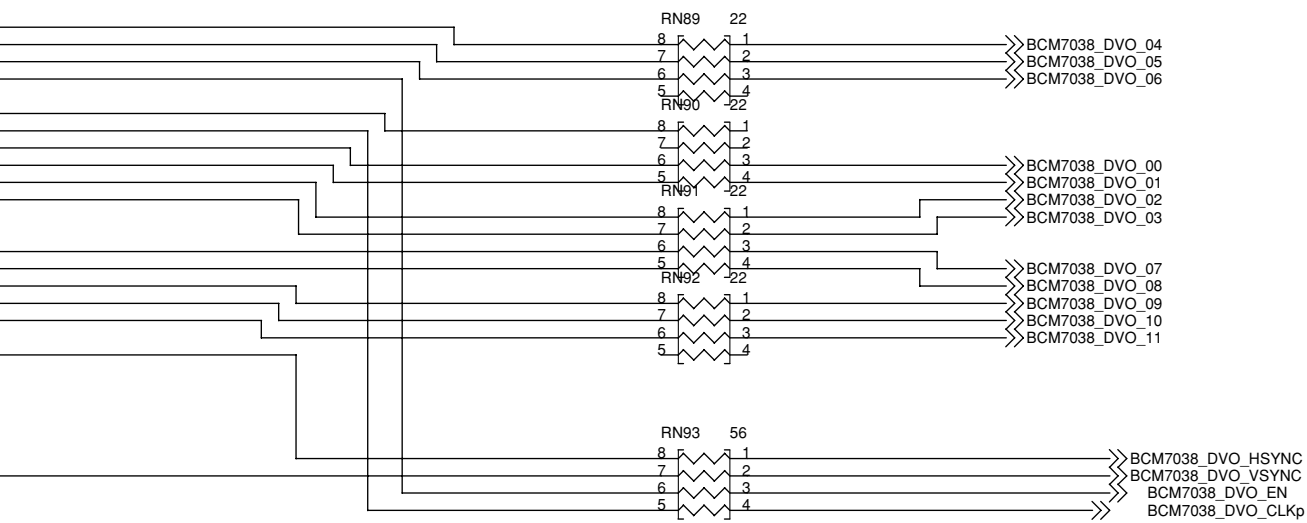 RN89 22
8 1 BCM7038_DVO_04
7 2 BCM7038_DVO_05
6 3 BCM7038_DVO_06
5 4
RN90 22
8 1
7 2
6 3 BCM7038_DVO_00
5 4 BCM7038_DVO_01
RN91 22
BCM7038_DVO_02
8 1 BCM7038_DVO_03
7 2
6 3
5 4 BCM7038_DVO_07
RN92 22
BCM7038_DVO_08
8 1 BCM7038_DVO_09
7 2 BCM7038_DVO_10
6 3 BCM7038_DVO_11
5 4
RN93 56
8 1 BCM7038_DVO_HSYNC
7 2 BCM7038_DVO_VSYNC
6 3 BCM7038_DVO_EN
5 4 BCM7038_DVO_CLKp